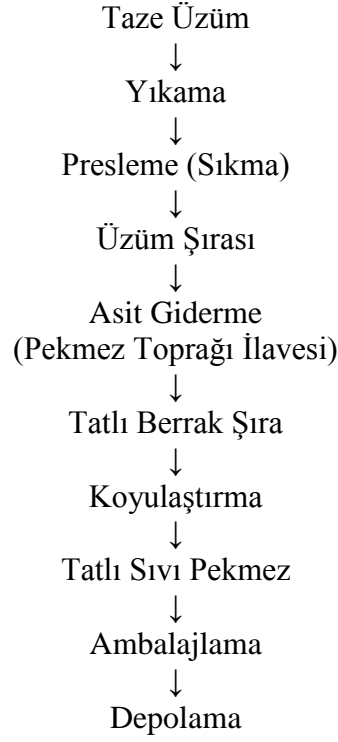 Taze Üzüm
↓
Yıkama
↓
Presleme (Sıkma)
↓
Üzüm Şırası
↓
Asit Giderme
(Pekmez Toprağı İlavesi)
↓
Tatlı Berrak Şıra
↓
Koyulaştırma
↓
Tatlı Sıvı Pekmez
↓
Ambalajlama
↓
Depolama